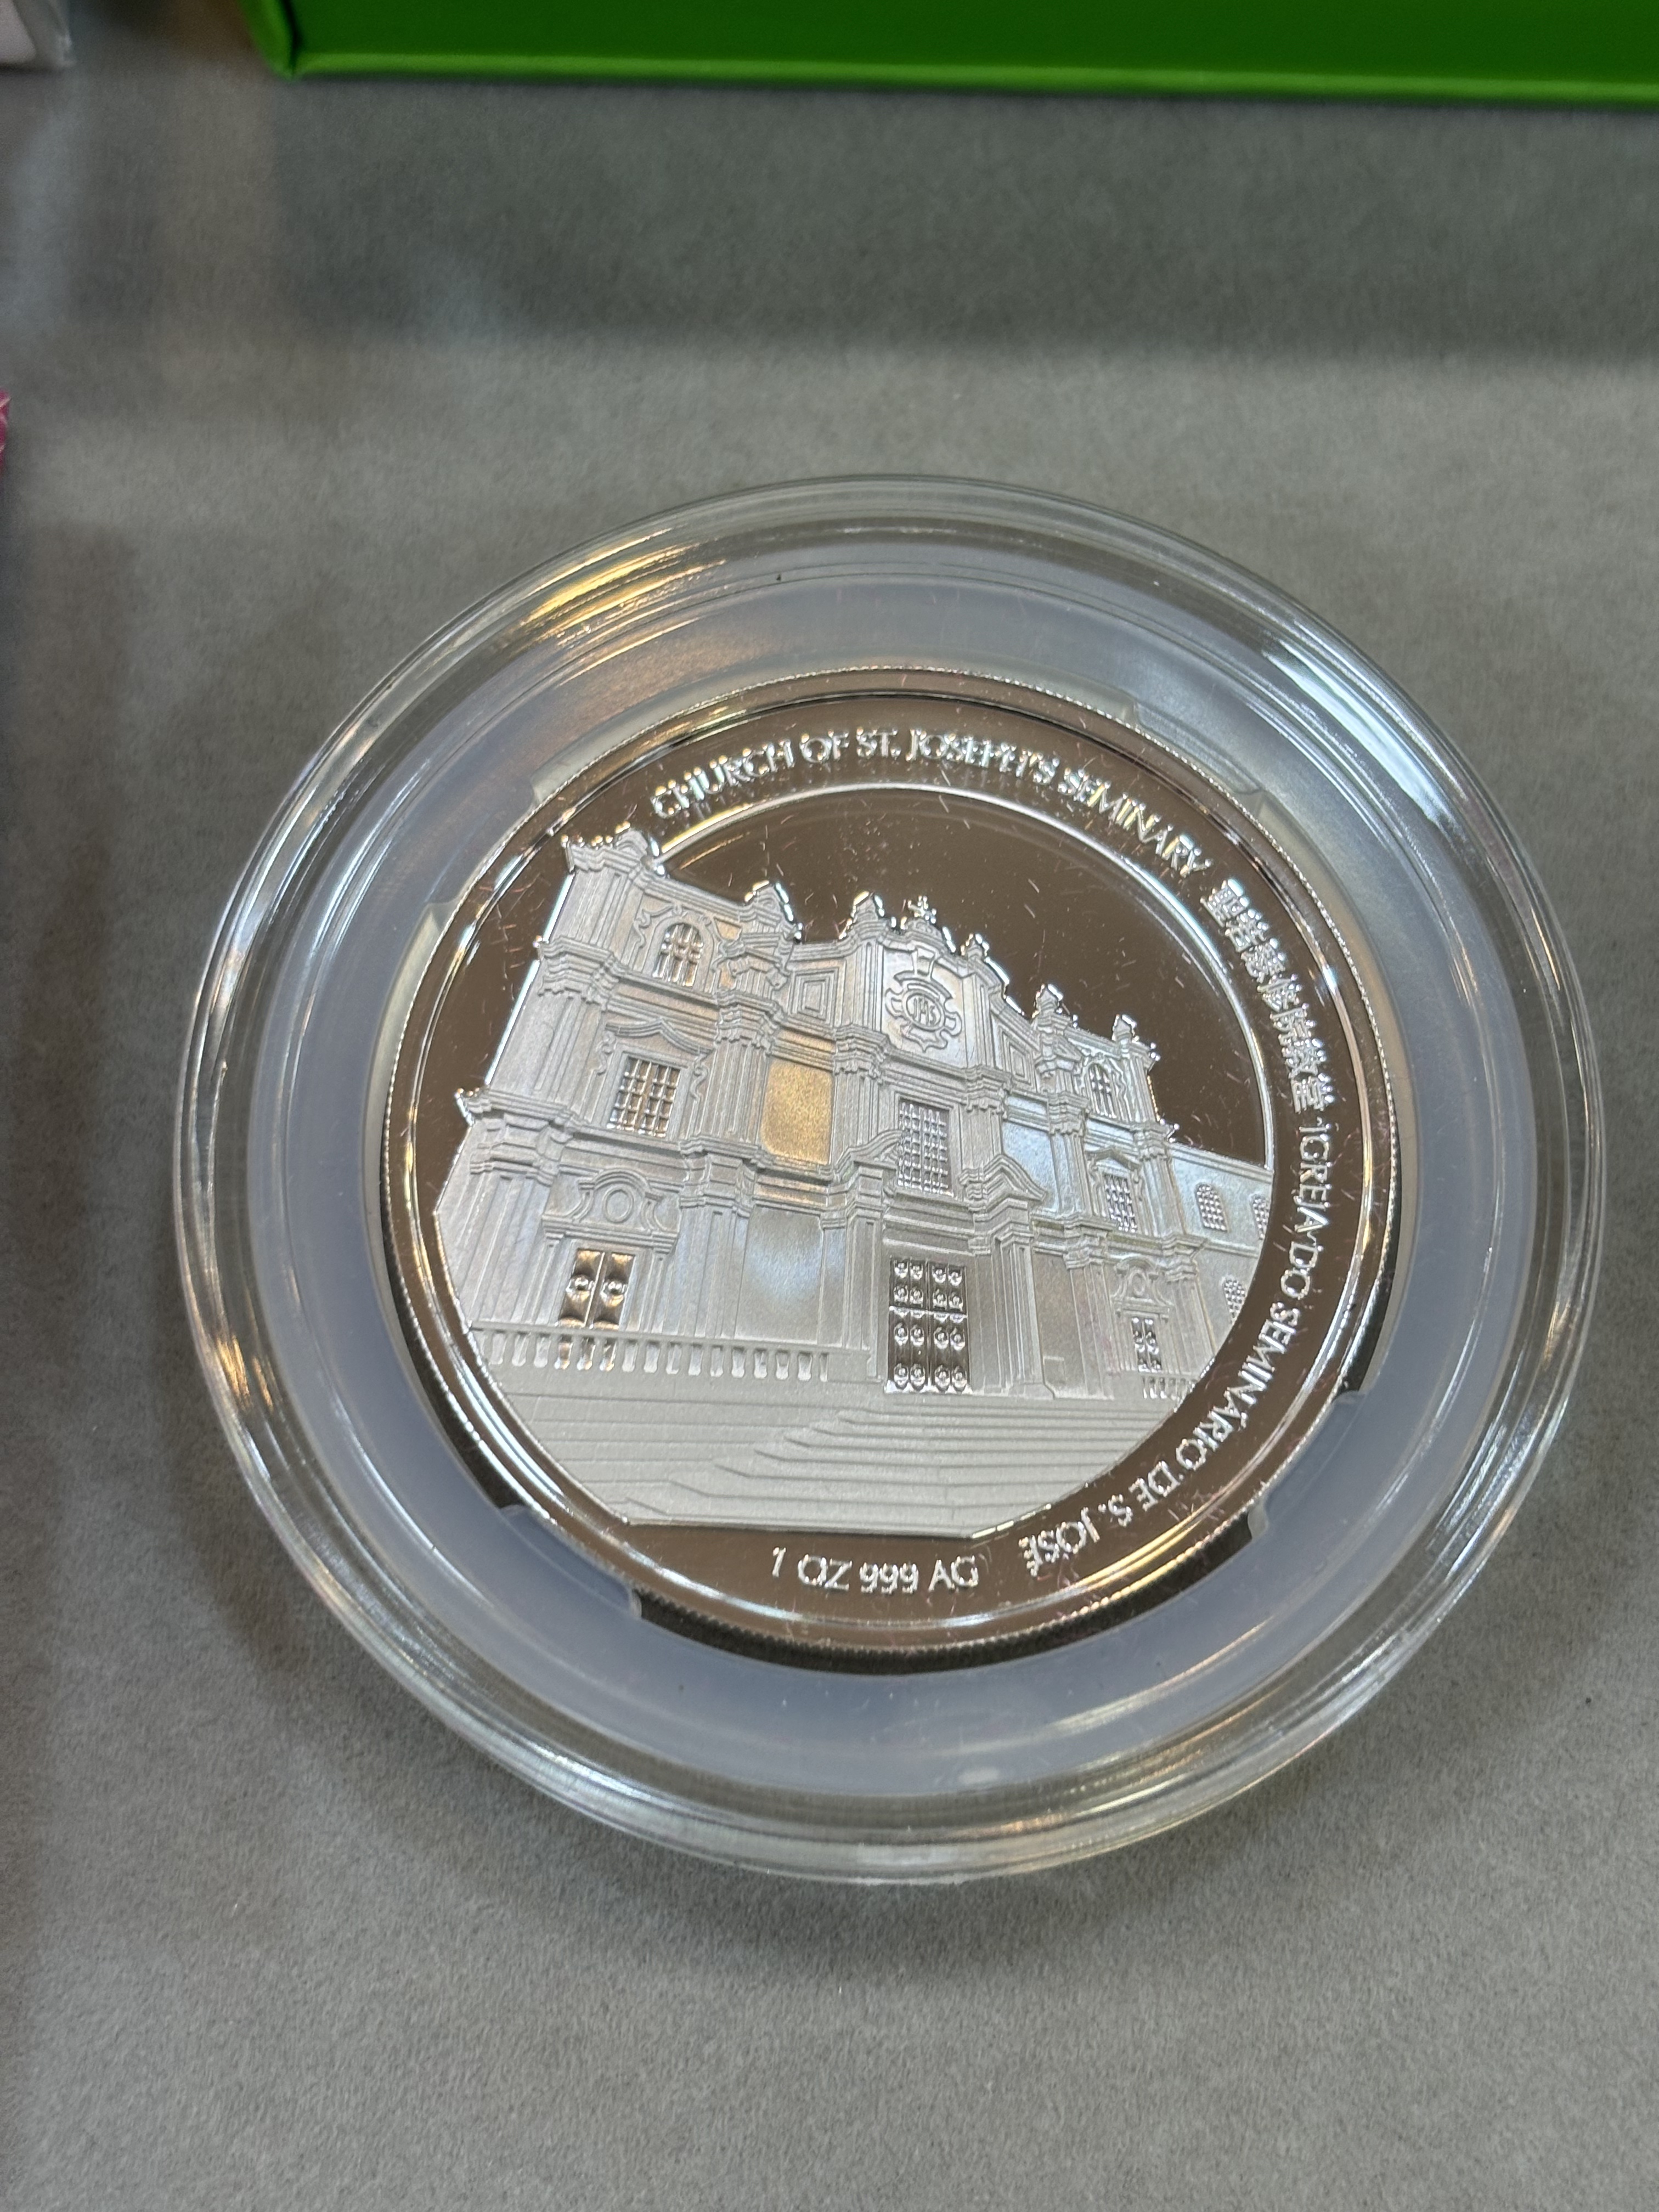 CHURCH OF ST. JOSEPH'S SEMINARY 聖若瑟修院教堂 IGREJA DO SEMINÁRIO DE S. JOSÉ
IHS
1 OZ 999 AG